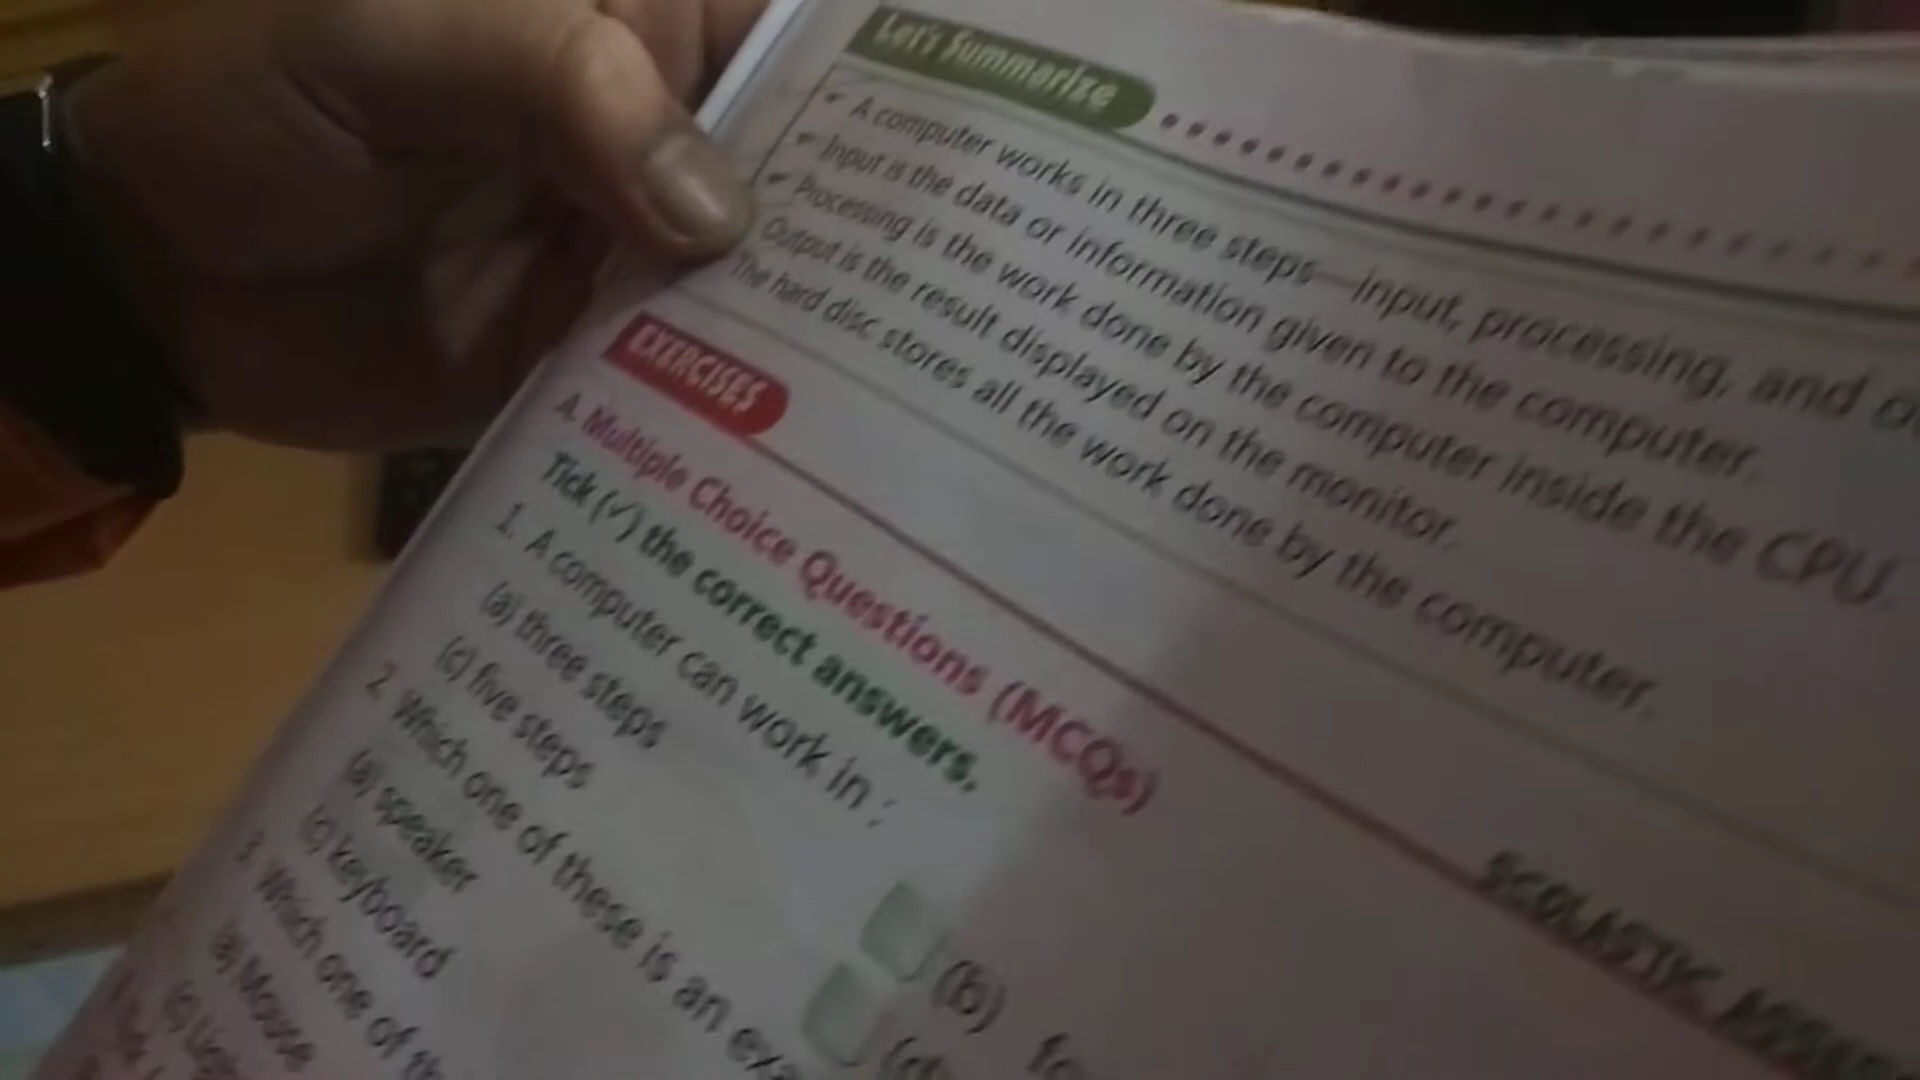 Let's Summarize
A computer works in three steps—input, processing, and
Input is the data or information given to the computer.
Processing is the work done by the computer inside the CPU.
Output is the result displayed on the monitor.
The hard disc stores all the work done by the computer.
EXERCISES
SCOLASTIC
A. Multiple Choice Questions (MCQs)
Tick (✓) the correct answers.
1. A computer can work in :
(a) three steps
(b)
(c) five steps
2. Which one of these is an
(a) speaker
(c) keyboard
3. Which one of
(a) Mouse
(c)